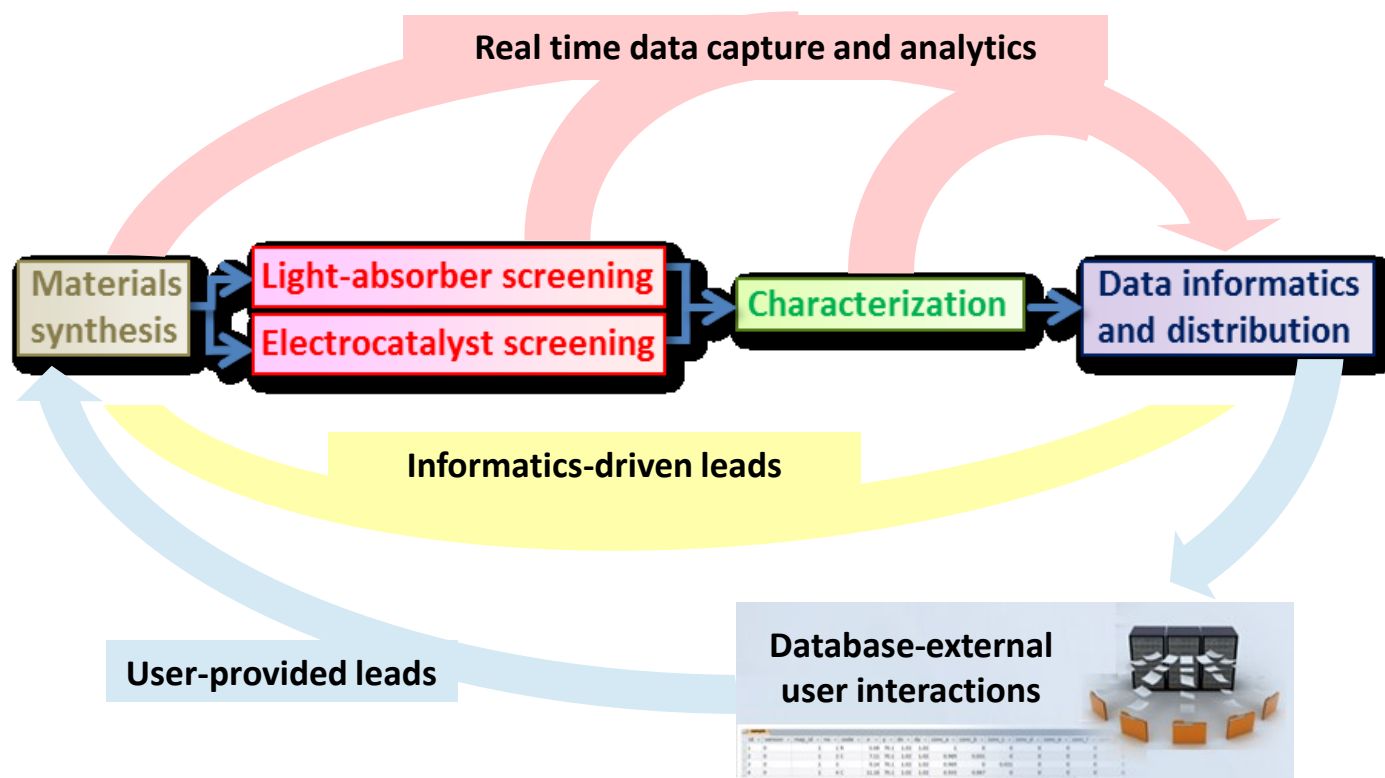 Real time data capture and analytics
Materials
synthesis
Light-absorber screening
Electrocatalyst screening
Characterization
Data informatics
and distribution
Informatics-driven leads
User-provided leads
Database-external
user interactions